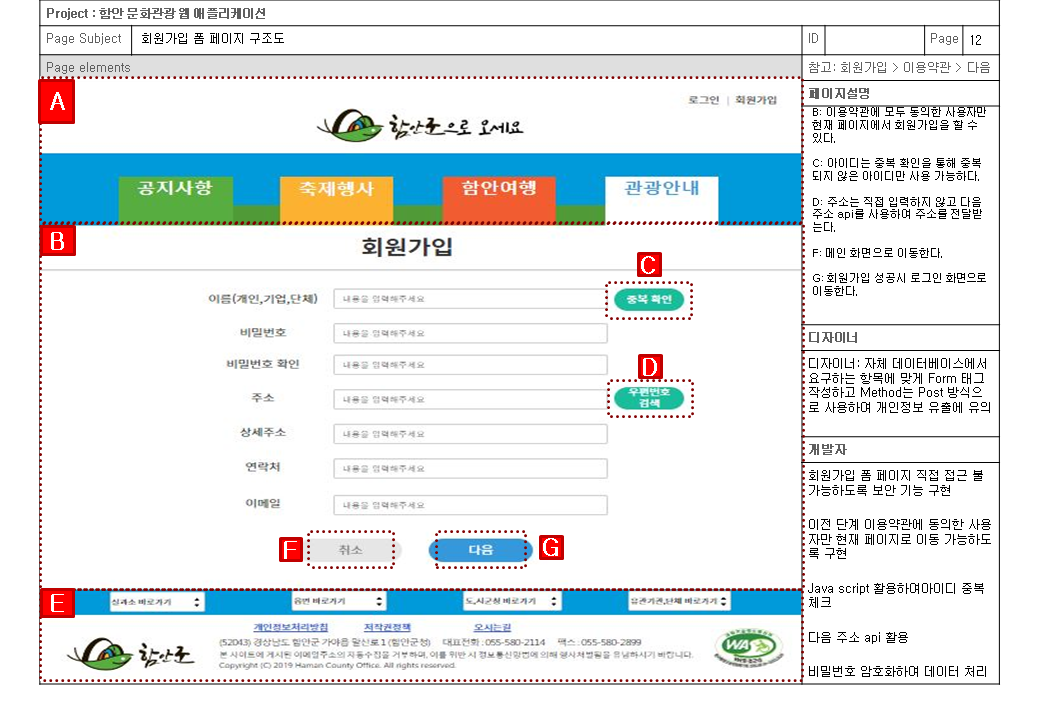 Project : 함안 문화관광 웹 애플리케이션
Page Subject 회원가입 폼 페이지 구조도 ID Page 12
Page elements 참고: 회원가입 > 이용약관 > 다음
A
로그인 | 회원가입
함안군으로 오세요
공지사항 축제행사 함안여행 관광안내
B
회원가입
C
이름(개인,기업,단체) 내용을 입력해주세요 중복 확인
비밀번호 내용을 입력해주세요
비밀번호 확인 내용을 입력해주세요
D
주소 내용을 입력해주세요 우편번호
검색
상세주소 내용을 입력해주세요
연락처 내용을 입력해주세요
이메일 내용을 입력해주세요
F 취소 다음 G
E
실과소 바로가기 읍면 바로가기 도,시군청 바로가기 유관기관,단체 바로가기
개인정보처리방침 저작권정책 오시는길
함안군
(52043) 경상남도 함안군 가야읍 말산로 1 (함안군청) 대표전화 : 055-580-2114 팩스 : 055-580-2899
본 사이트에 게시된 이메일주소의 자동수집을 거부하며, 이를 위반 시 정보통신망법에 의해 형사처벌됨을 유념하시기 바랍니다.
Copyright (C) 2019 Haman County Office. All rights reserved.
WA
페이지설명
B: 이용약관에 모두 동의한 사용자만
현재 페이지에서 회원가입을 할 수
있다.
C: 아이디는 중복 확인을 통해 중복
되지 않은 아이디만 사용 가능하다.
D: 주소는 직접 입력하지 않고 다음
주소 api를 사용하여 주소를 전달받
는다.
F: 메인 화면으로 이동한다.
G: 회원가입 성공시 로그인 화면으로
이동한다.
디자이너
디자이너: 자체 데이터베이스에서
요구하는 항목에 맞게 Form 태그
작성하고 Method는 Post 방식으
로 사용하여 개인정보 유출에 유의
개발자
회원가입 폼 페이지 직접 접근 불
가능하도록 보안 기능 구현
이전 단계 이용약관에 동의한 사용
자만 현재 페이지로 이동 가능하도
록 구현
Java script 활용하여아이디 중복
체크
다음 주소 api 활용
비밀번호 암호화하여 데이터 처리